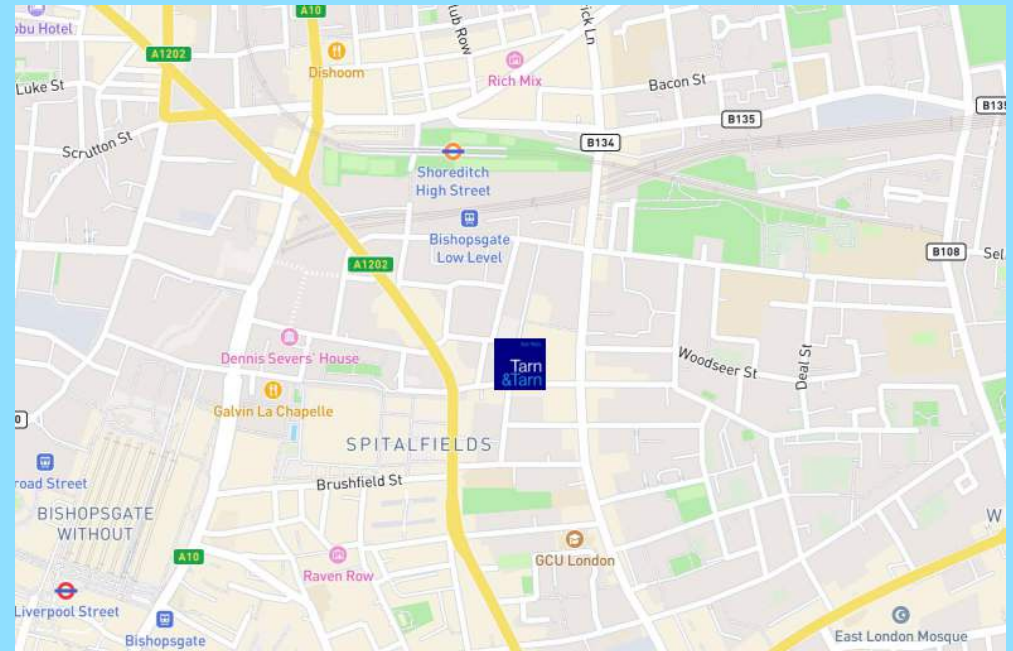 obu Hotel
A10
A1202
Dishoom
ub Row
Rich Mix
ick Ln
Luke St
Bacon St
B135
B135
Scrutton St
B134
Shoreditch
High Street
Bishopsgate
Low Level
B108
Sel
A1202
Dennis Severs' House
Tarn
&Tarn
Woodseer St
Deal St
Galvin La Chapelle
0
SPITALFIELDS
road Street
Brushfield St
BISHOPSGATE
WITHOUT
W
A10
Raven Row
GCU London
Liverpool Street
Bishopsgate
East London Mosque